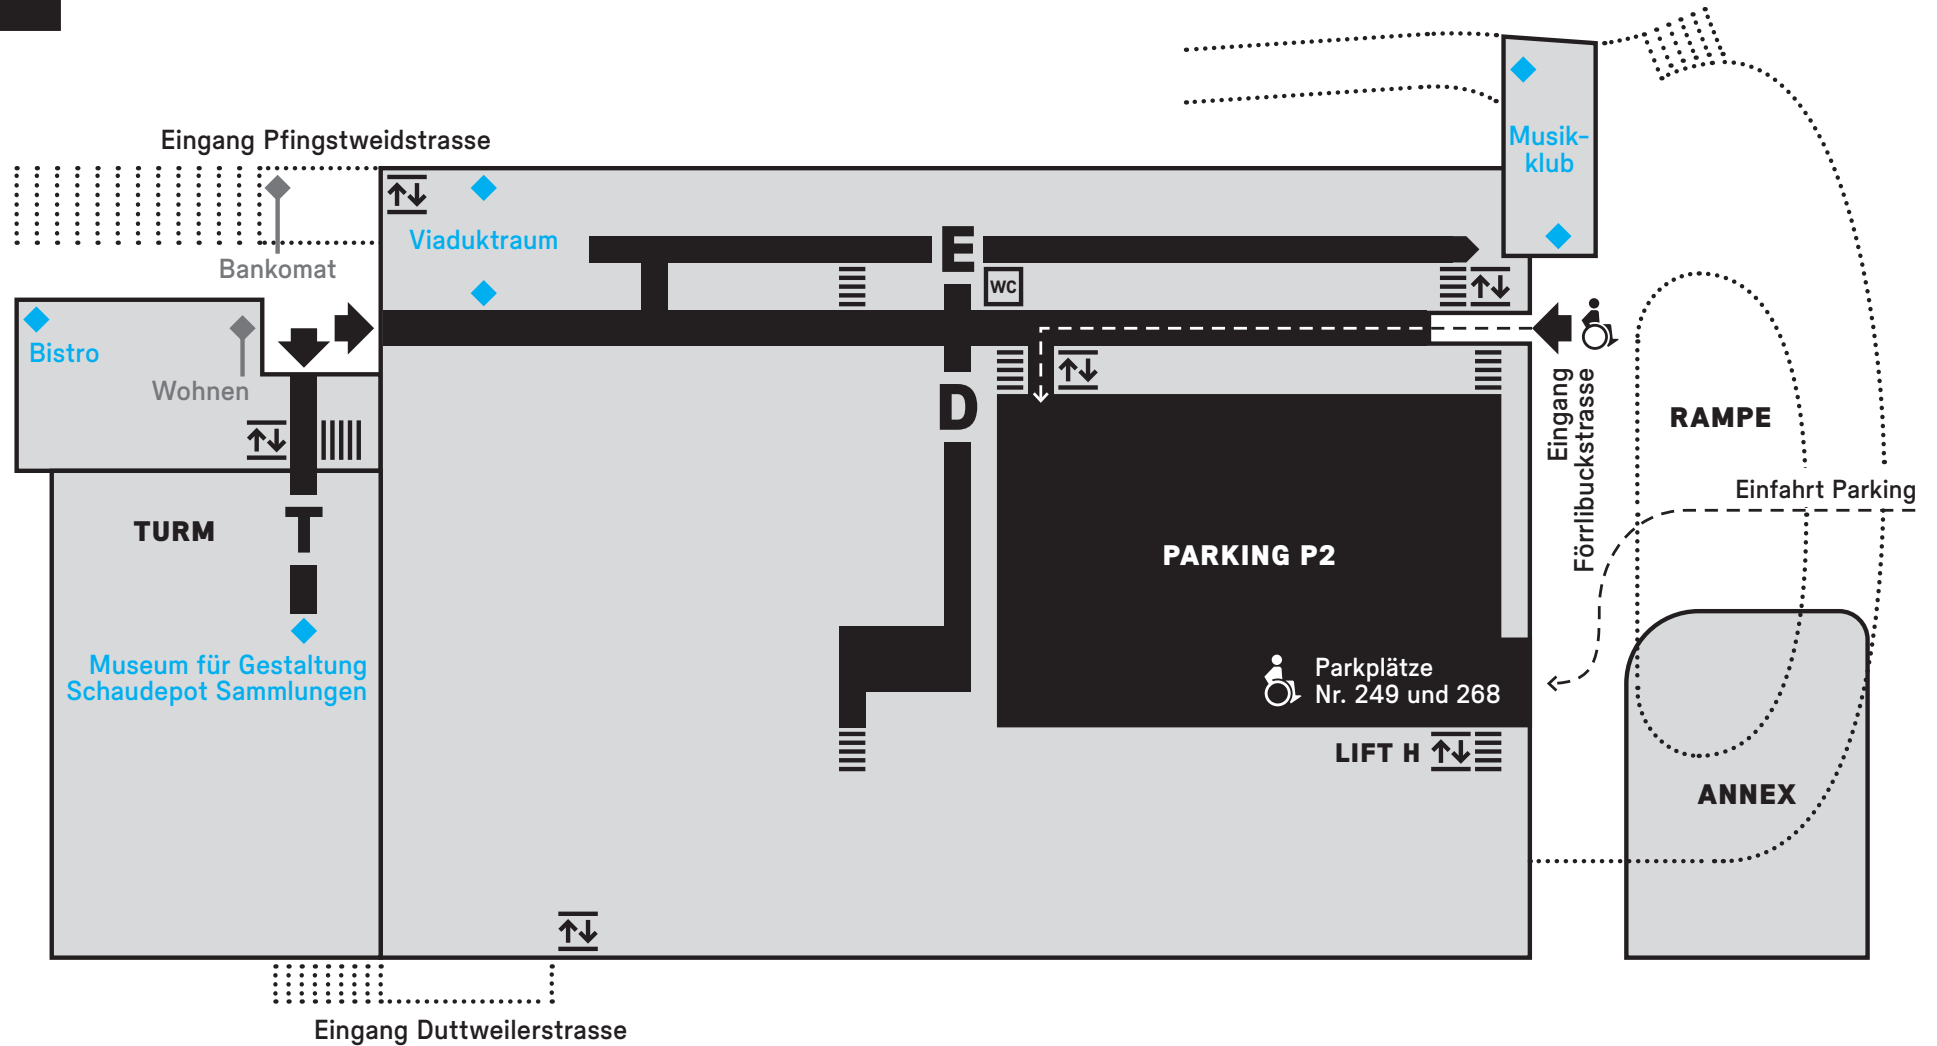 Eingang Pfingstweidstrasse
Bankomat
Viaduktraum
E
WC
Musik-
klub
Bistro
Wohnen
D
Eingang
Förrlibuckstrasse
RAMPE
Einfahrt Parking
TURM
T
PARKING P2
Museum für Gestaltung
Schaudepot Sammlungen
Parkplätze
Nr. 249 und 268
LIFT H
ANNEX
Eingang Duttweilerstrasse